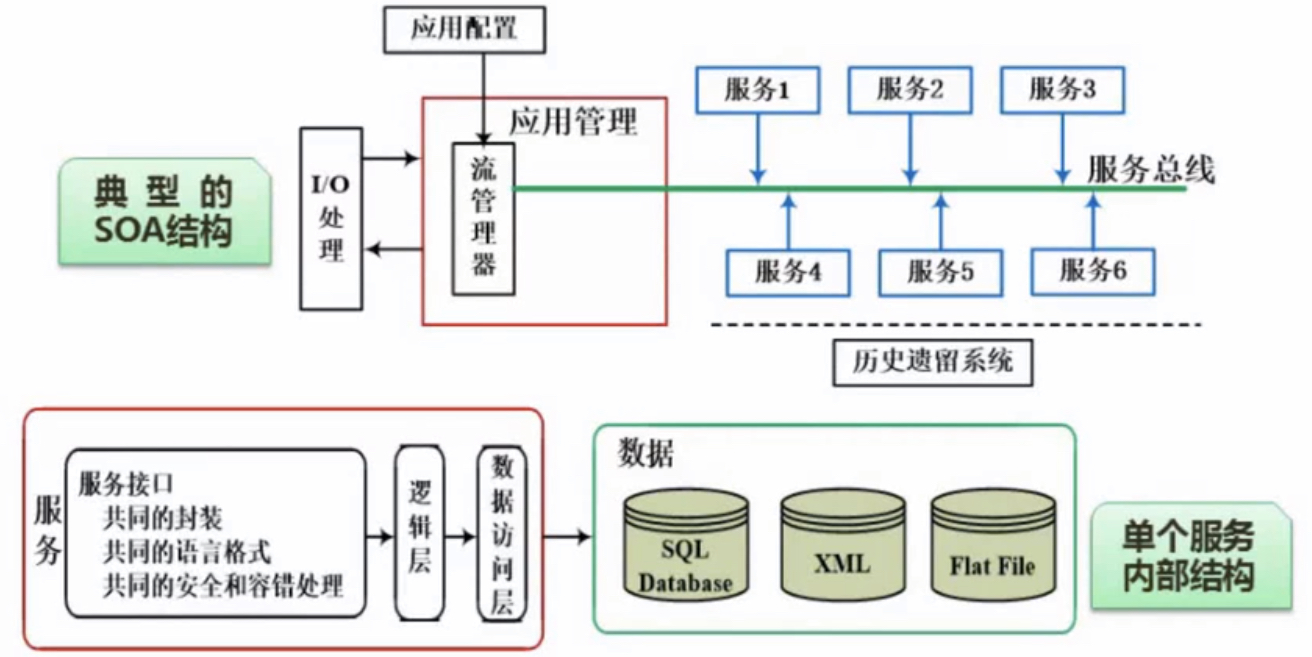 应用配置
应用管理
典型的
SOA结构
I/O
处
理
流
管
理
器
服务1
服务2
服务3
服务总线
服务4
服务5
服务6
历史遗留系统
服
务
服务接口
共同的封装
共同的语言格式
共同的安全和容错处理
逻
辑
层
数
据
访
问
层
数据
SQL
Database
XML
Flat File
单个服务
内部结构